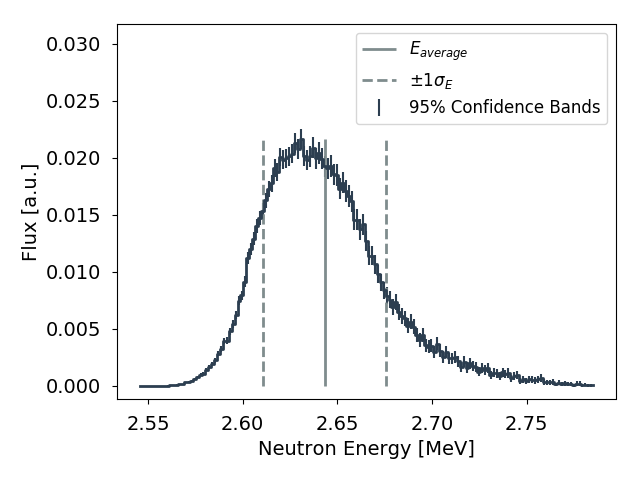 0.030
0.025
0.020
0.015
0.010
0.005
0.000
Flux [a.u.]
E_average
±1σ_E
95% Confidence Bands
2.55 2.60 2.65 2.70 2.75
Neutron Energy [MeV]